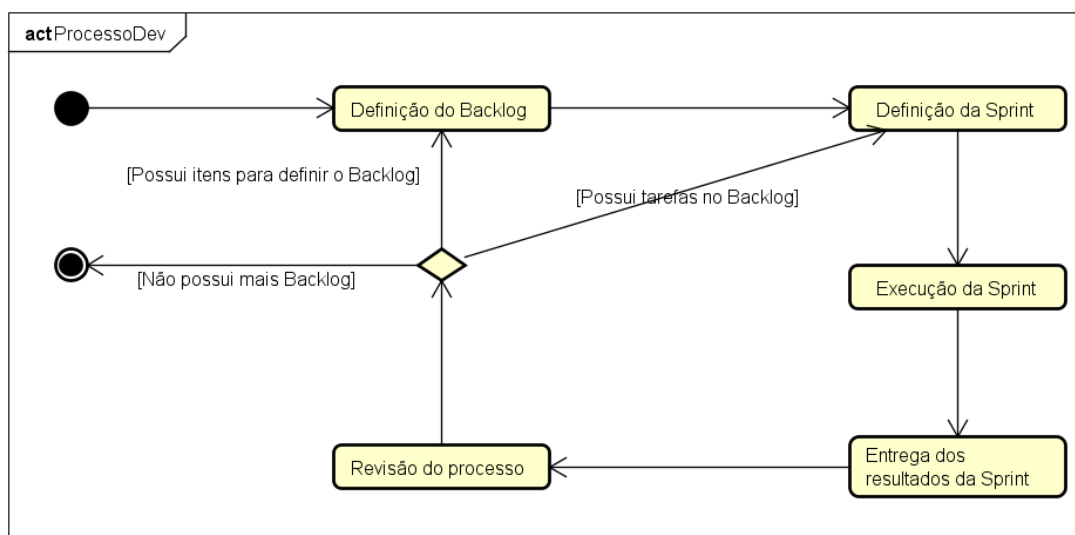 actProcessoDev
Definição do Backlog
Definição da Sprint
[Possui itens para definir o Backlog]
[Possui tarefas no Backlog]
[Não possui mais Backlog]
Execução da Sprint
Revisão do processo
Entrega dos
resultados da Sprint